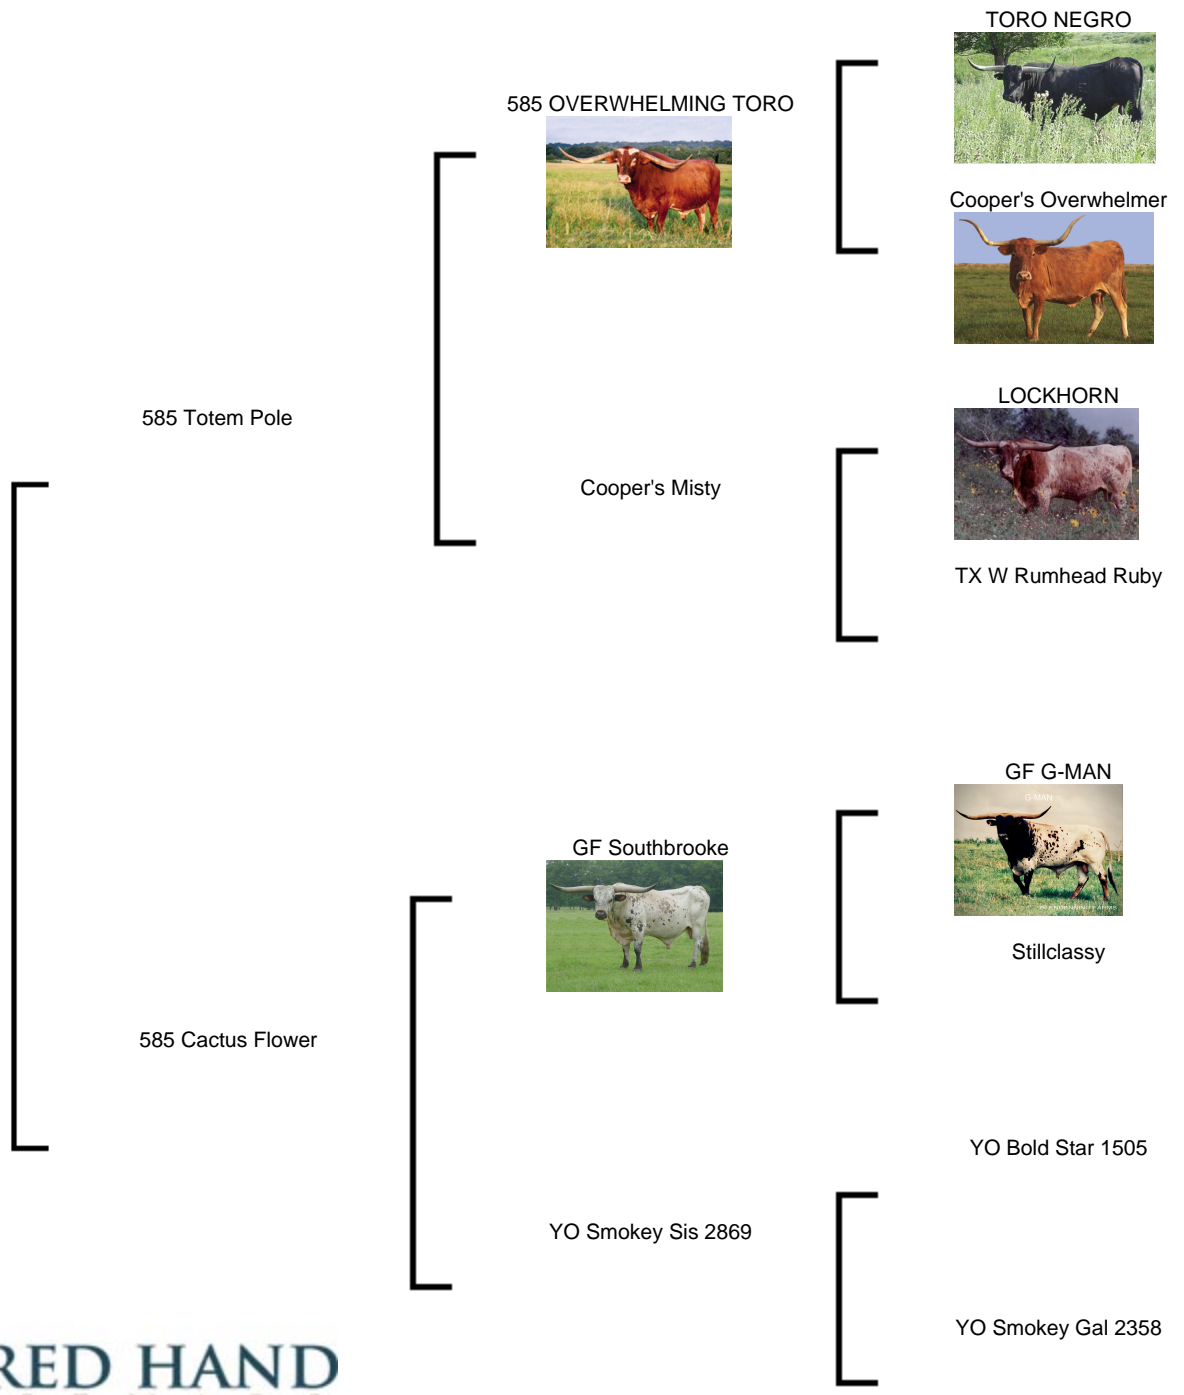 TORO NEGRO
585 OVERWHELMING TORO
Cooper's Overwhelmer
LOCKHORN
585 Totem Pole
Cooper's Misty
TX W Rumhead Ruby
GF G-MAN
G-MAN
GF Southbrooke
Stillclassy
585 Cactus Flower
YO Bold Star 1505
YO Smokey Sis 2869
YO Smokey Gal 2358
RED HAND